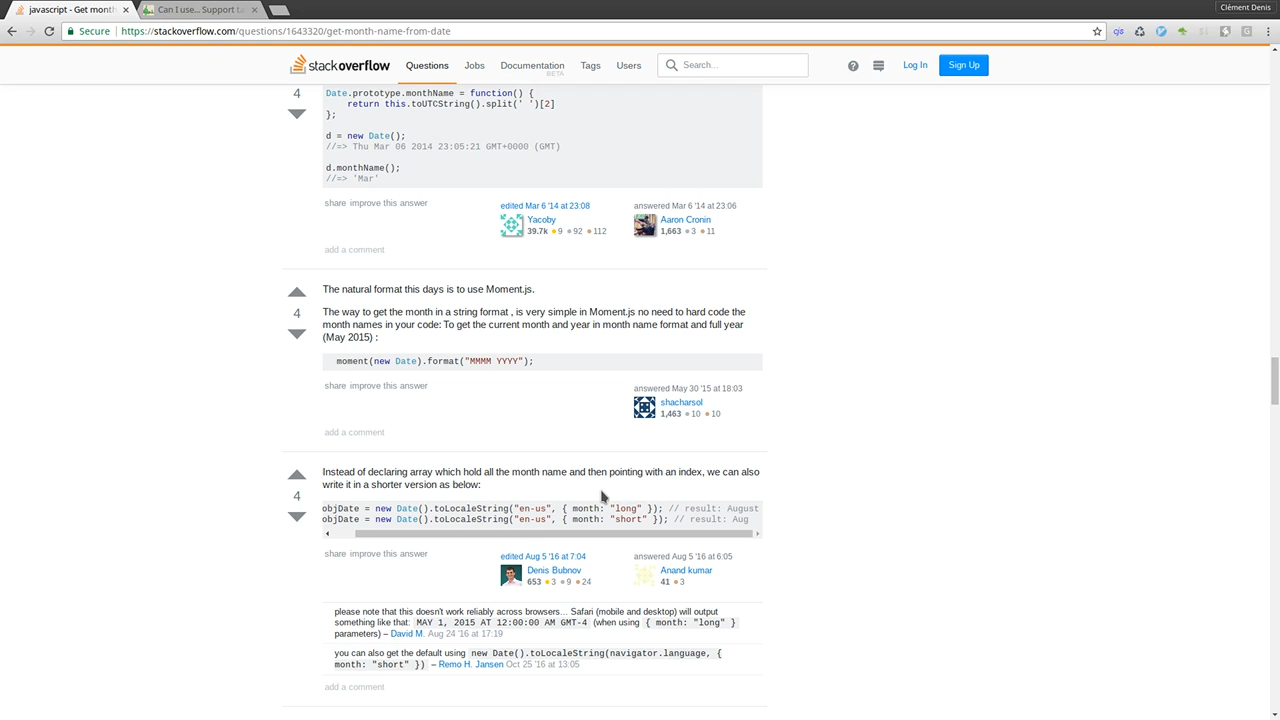 Clément Denis
javascript - Get month
Can I use... Support ta
Secure
https://stackoverflow.com/questions/1643320/get-month-name-from-date
stackoverflow
Questions
Jobs
Documentation
BETA
Tags
Users
Search...
Log In
Sign Up
4
Date.prototype.monthName = function() {
return this.toUTCString().split(' ')[2]
};
d = new Date();
//=> Thu Mar 06 2014 23:05:21 GMT+0000 (GMT)
d.monthName();
//=> 'Mar'
share improve this answer
edited Mar 6 '14 at 23:08
Yacoby
39.7k 9 92 112
answered Mar 6 '14 at 23:06
Aaron Cronin
1,663 3 11
add a comment
4
The natural format this days is to use Moment.js.
The way to get the month in a string format , is very simple in Moment.js no need to hard code the
month names in your code: To get the current month and year in month name format and full year
(May 2015) :
moment(new Date).format("MMMM YYYY");
share improve this answer
answered May 30 '15 at 18:03
shacharsol
1,463 10 10
add a comment
4
Instead of declaring array which hold all the month name and then pointing with an index, we can also
write it in a shorter version as below:
objDate = new Date().toLocaleString("en-us", { month: "long" }); // result: August
objDate = new Date().toLocaleString("en-us", { month: "short" }); // result: Aug
share improve this answer
edited Aug 5 '16 at 7:04
Denis Bubnov
653 3 9 24
answered Aug 5 '16 at 6:05
Anand kumar
41 3
please note that this doesn't work reliably across browsers... Safari (mobile and desktop) will output
something like that: MAY 1, 2015 AT 12:00:00 AM GMT-4 (when using { month: "long" }
parameters) – David M. Aug 24 '16 at 17:19
you can also get the default using new Date().toLocaleString(navigator.language, {
month: "short" }) – Remo H. Jansen Oct 25 '16 at 13:05
add a comment